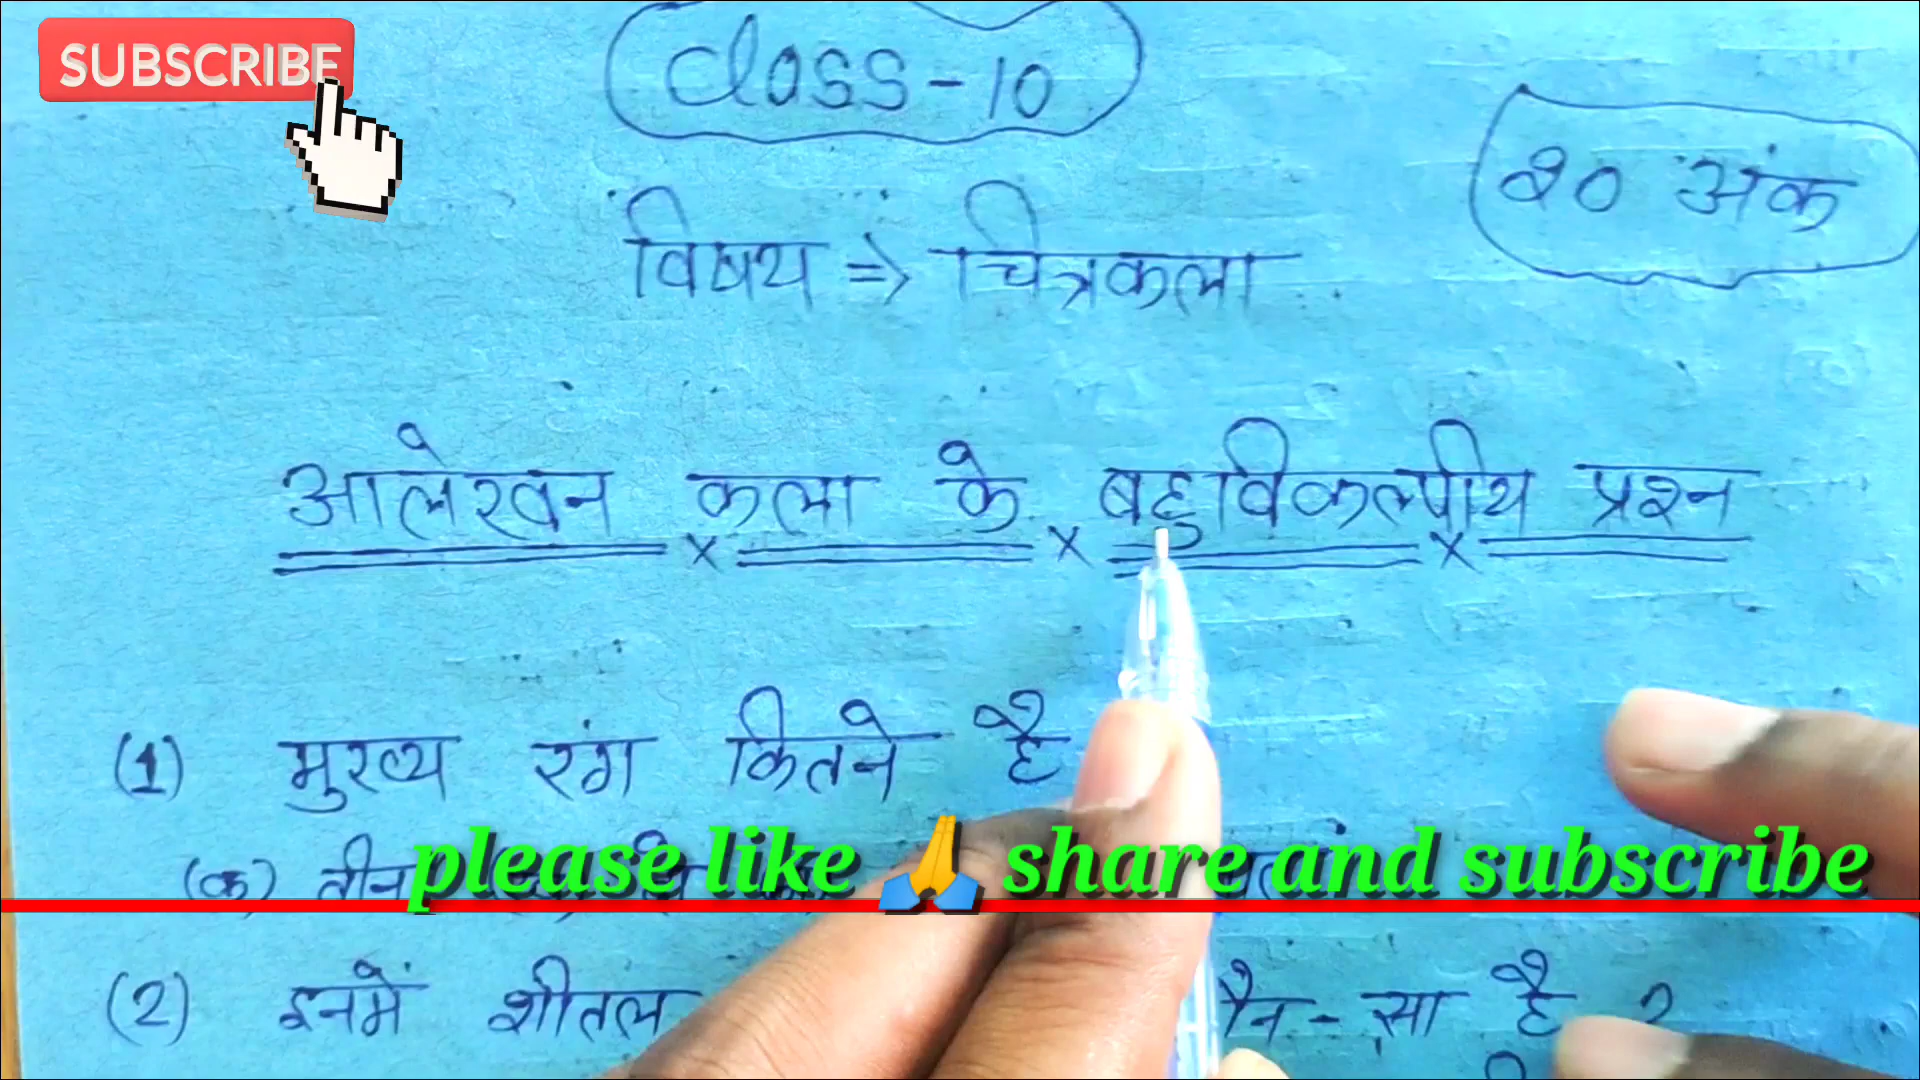 SUBSCRIBE
Class-10
२० अंक
विषय => चित्रकला
आलेखन कला के बहुविकल्पीय प्रश्न
(1) मुख्य रंग कितने है
(क) तीन
please like 🙏 share and subscribe
(2) इनमें शीतल कौन-सा है ?